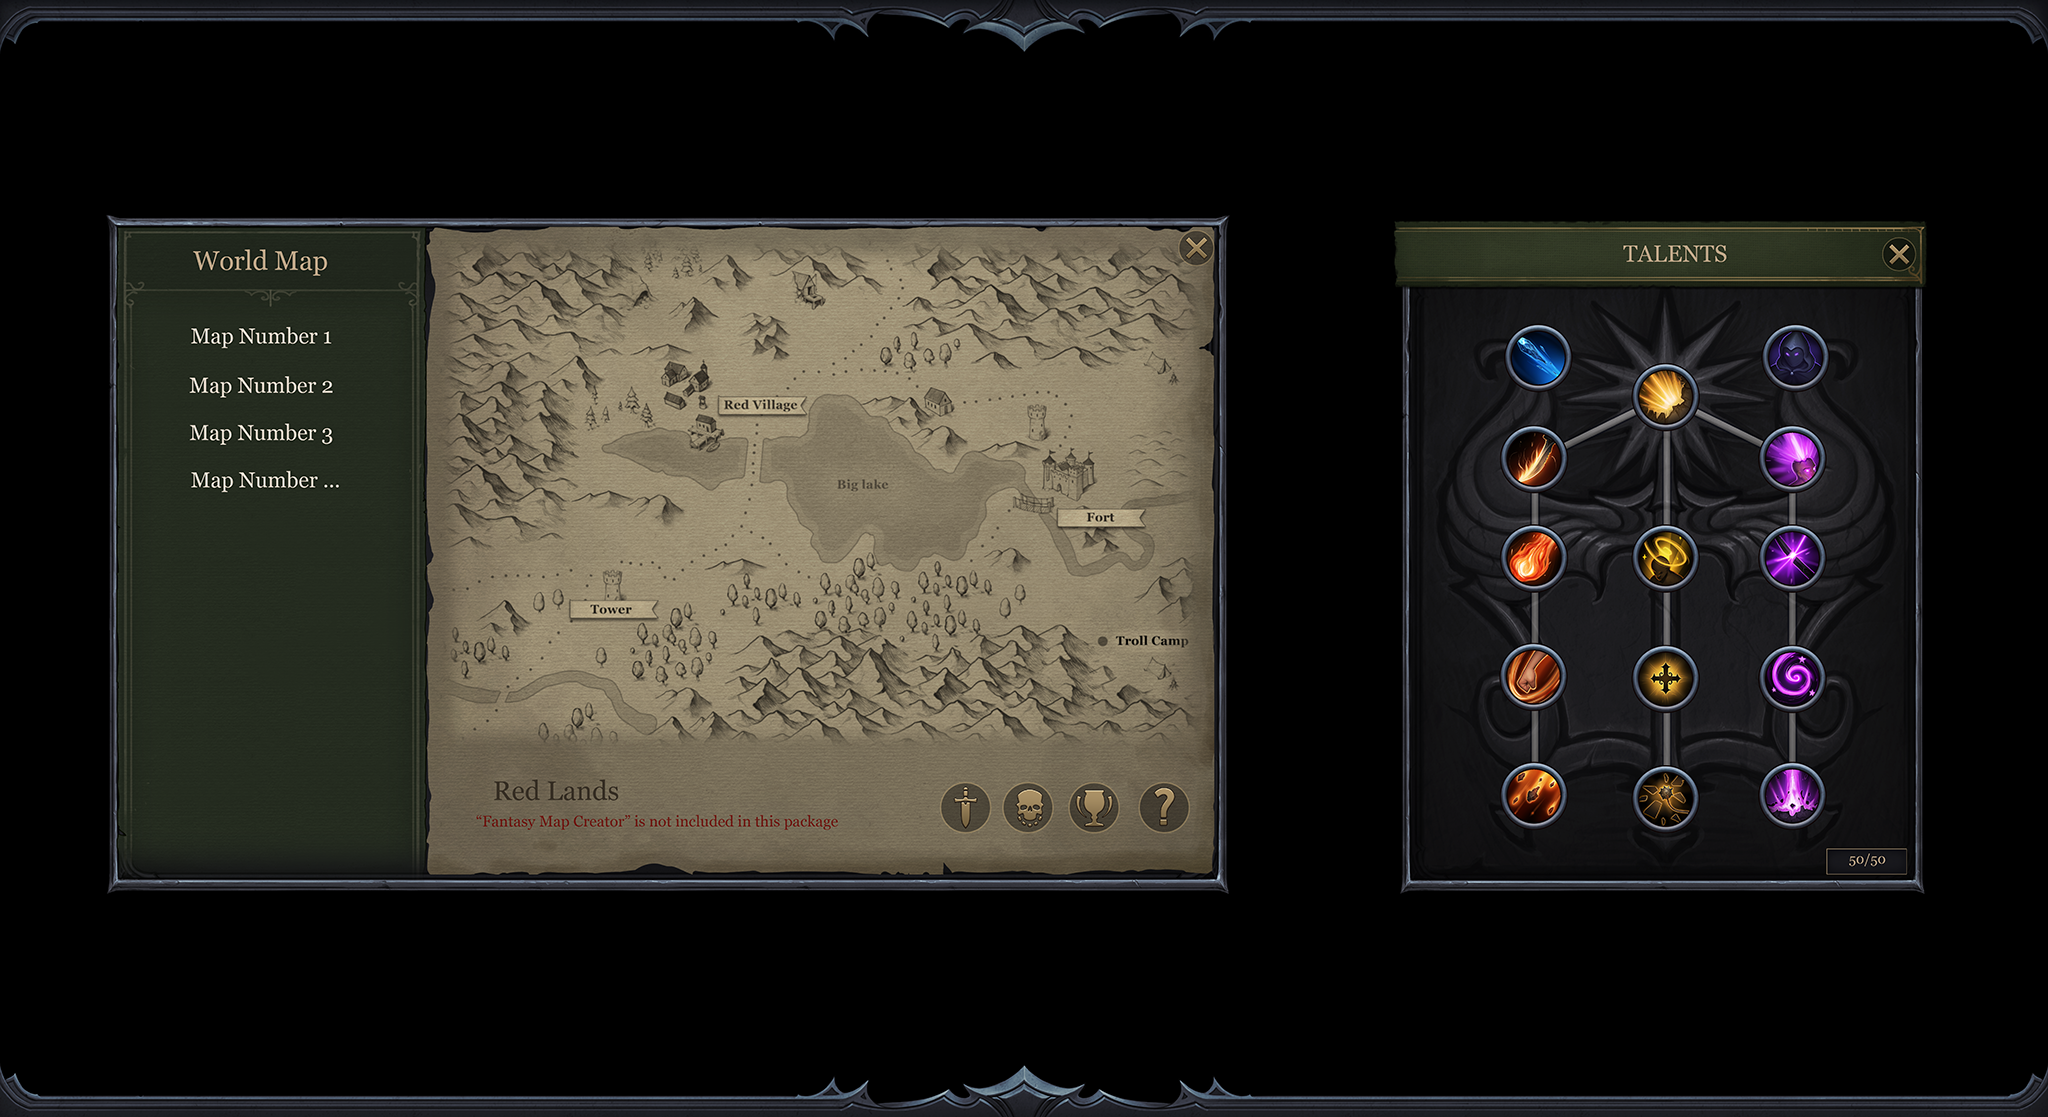 World Map
Map Number 1
Map Number 2
Map Number 3
Map Number ...
Red Village
Big lake
Fort
Tower
Troll Camp
Red Lands
“Fantasy Map Creator” is not included in this package
?
TALENTS
50/50